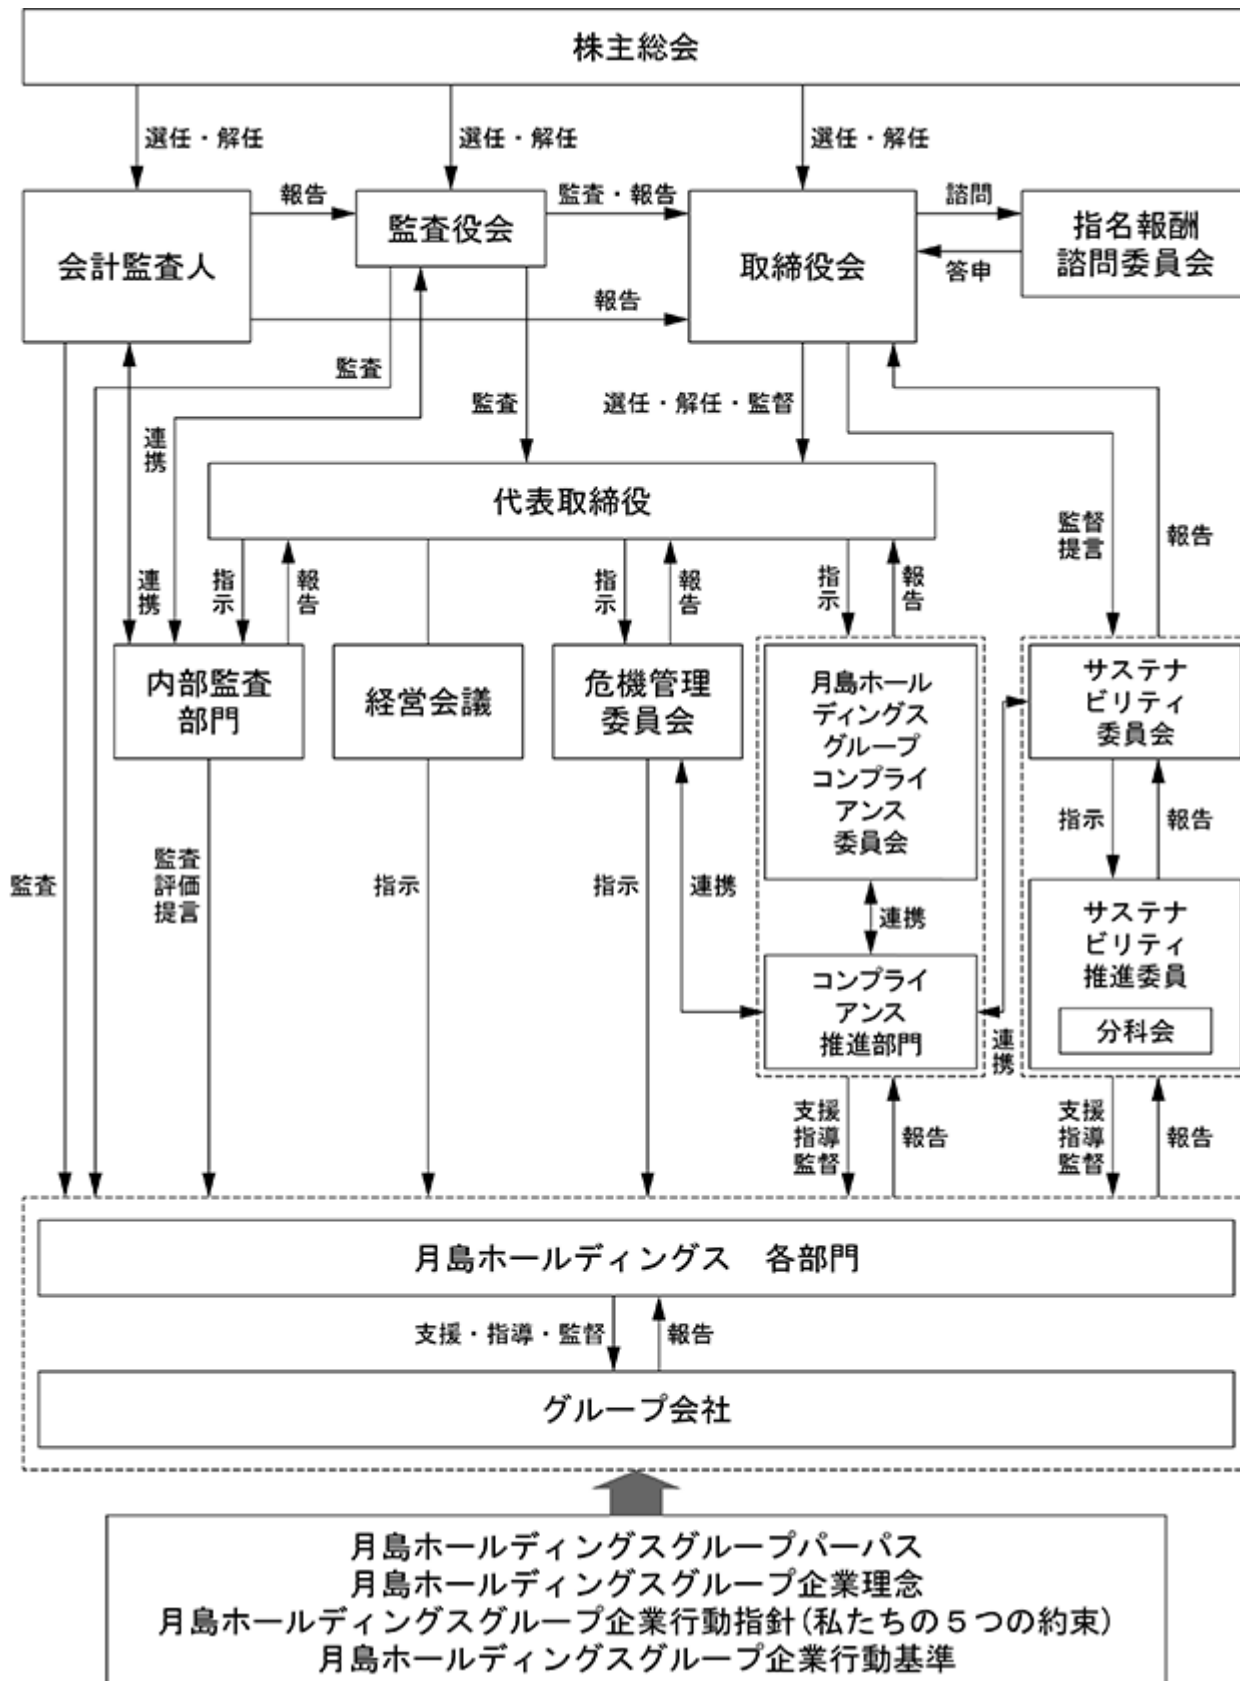 株主総会
選任・解任
選任・解任
選任・解任
会計監査人
報告
監査役会
監査・報告
取締役会
諮問
答申
指名報酬
諮問委員会
報告
監査
監査
選任・解任・監督
連携
代表取締役
監督
提言
報告
連携
指示
報告
指示
報告
指示
報告
内部監査
部門
経営会議
危機管理
委員会
月島ホール
ディングス
グループ
コンプライ
アンス
委員会
サステナ
ビリティ
委員会
監査
監査
評価
提言
指示
指示
連携
連携
指示
報告
コンプライ
アンス
推進部門
連携
サステナ
ビリティ
推進委員
分科会
支援
指導
監督
報告
支援
指導
監督
報告
月島ホールディングス　各部門
支援・指導・監督
報告
グループ会社
月島ホールディングスグループパーパス
月島ホールディングスグループ企業理念
月島ホールディングスグループ企業行動指針(私たちの５つの約束)
月島ホールディングスグループ企業行動基準